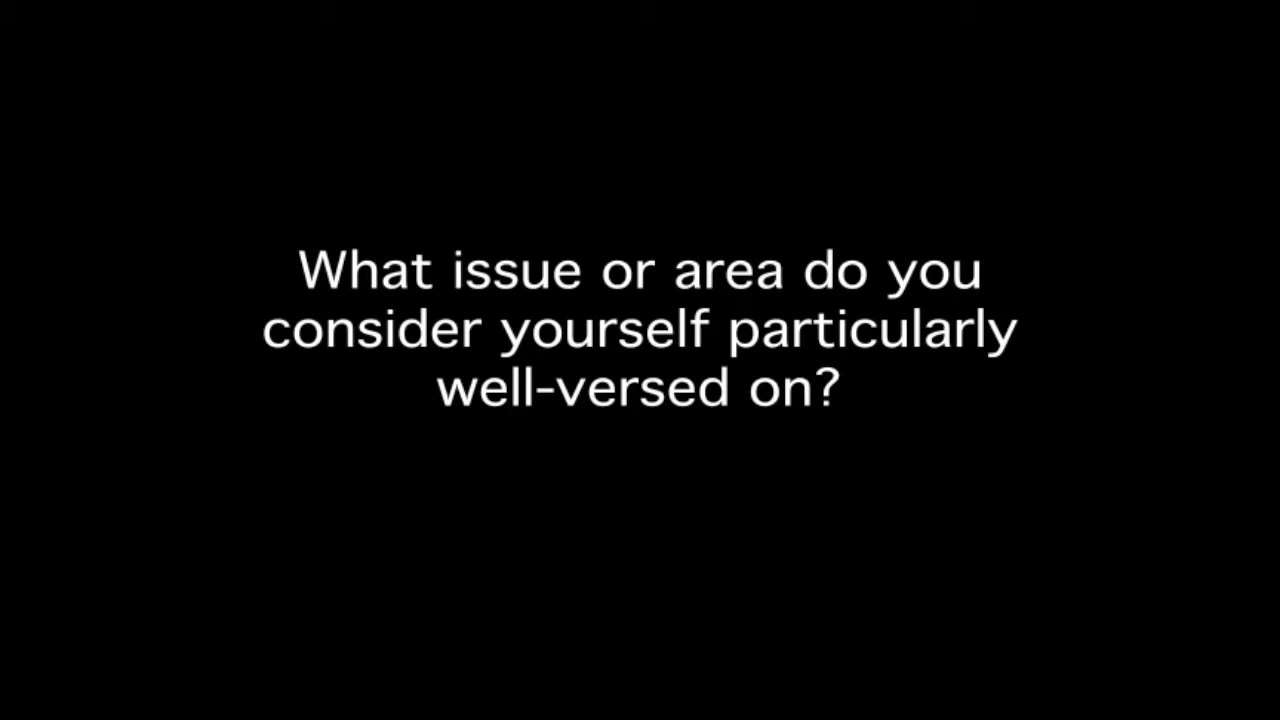 What issue or area do you
consider yourself particularly
well-versed on?